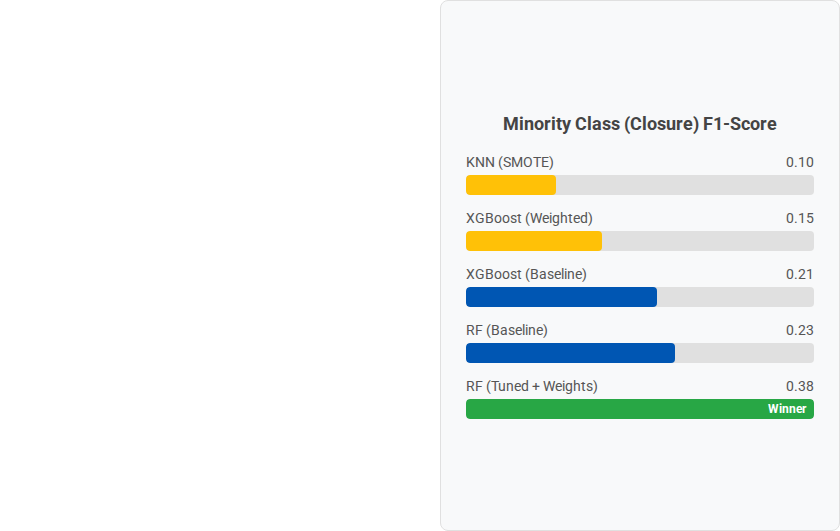 Minority Class (Closure) F1-Score
KNN (SMOTE) 0.10
XGBoost (Weighted) 0.15
XGBoost (Baseline) 0.21
RF (Baseline) 0.23
RF (Tuned + Weights) 0.38
Winner